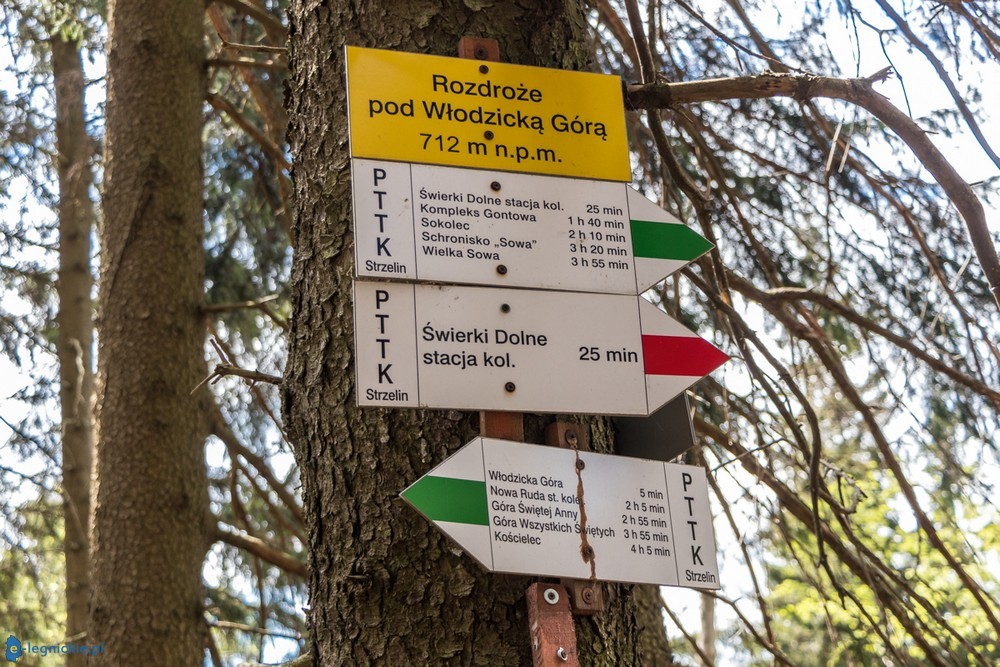 Rozdroże
pod Włodzicką Górą
712 m n.p.m.
PTTK
Strzelin
Świerki Dolne stacja kol. 25 min
Kompleks Gontowa 1 h 40 min
Sokolec 2 h 10 min
Schronisko „Sowa” 3 h 20 min
Wielka Sowa 3 h 55 min
PTTK
Strzelin
Świerki Dolne
stacja kol. 25 min
Włodzicka Góra 5 min
Nowa Ruda st. kolej. 2 h 5 min
Góra Świętej Anny 2 h 55 min
Góra Wszystkich Świętych 3 h 55 min
Kościelec 4 h 5 min
PTTK
Strzelin
e-legnickie.pl